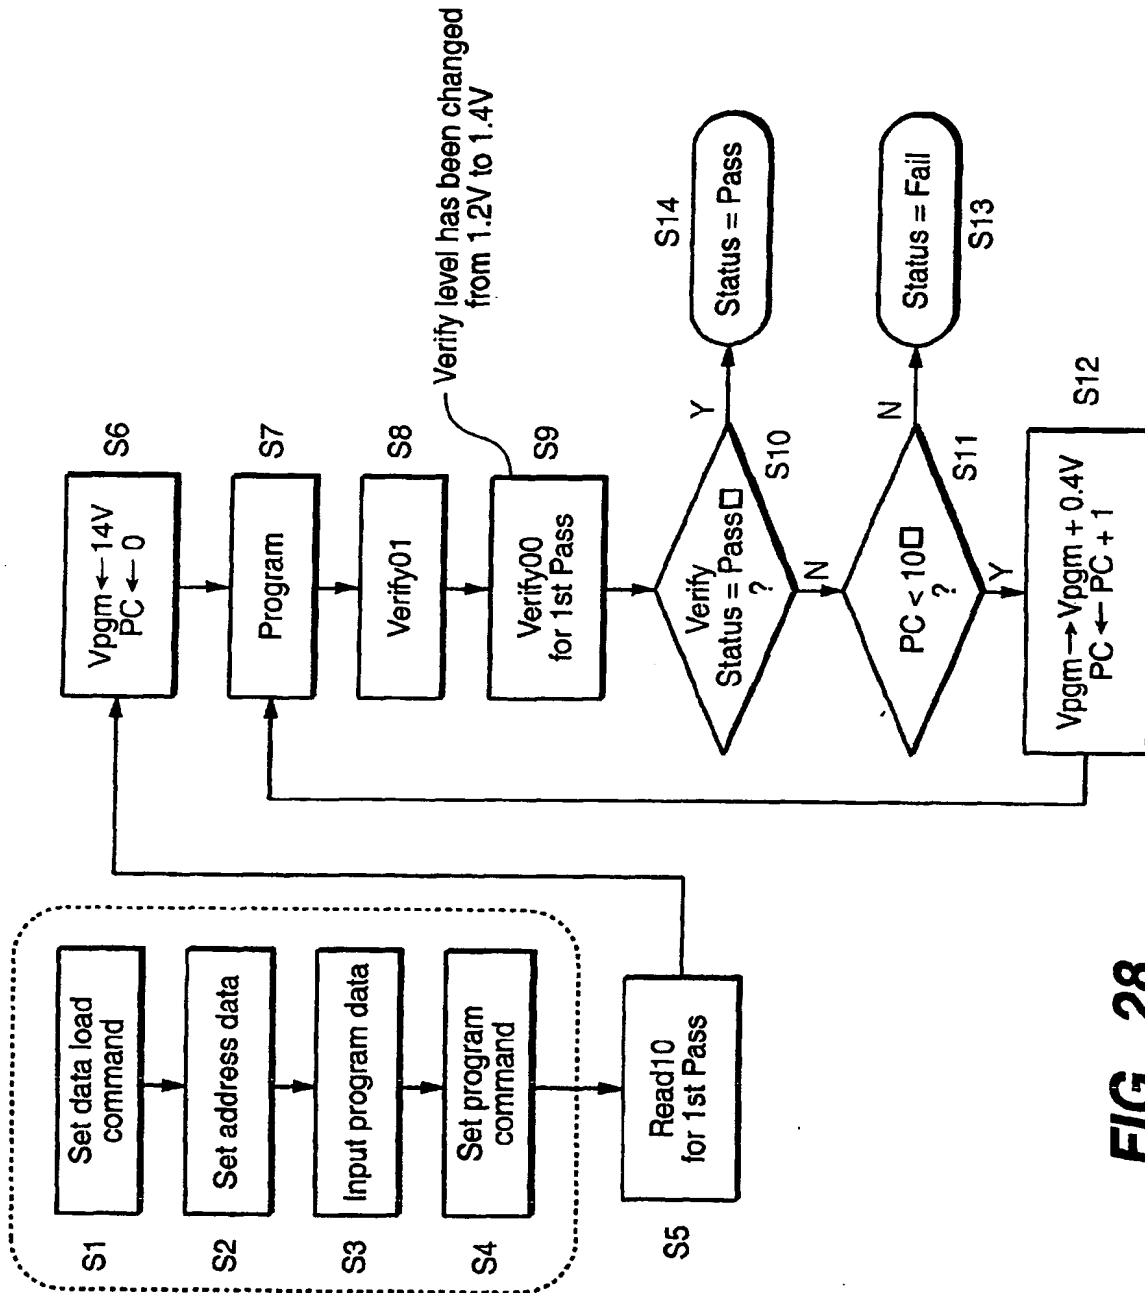 S1
Set data load
command
S2
Set address data
S3
Input program data
S4
Set program
command
S5
Read10
for 1st Pass
S6
Vpgm ← 14V
PC ← 0
S7
Program
S8
Verify01
S9
Verify00
for 1st Pass
Verify level has been changed
from 1.2V to 1.4V
S10
Verify
Status = Pass□
?
Y
N
S14
Status = Pass
S11
PC < 10□
?
N
Y
S13
Status = Fail
S12
Vpgm → Vpgm + 0.4V
PC ← PC + 1
FIG. 28